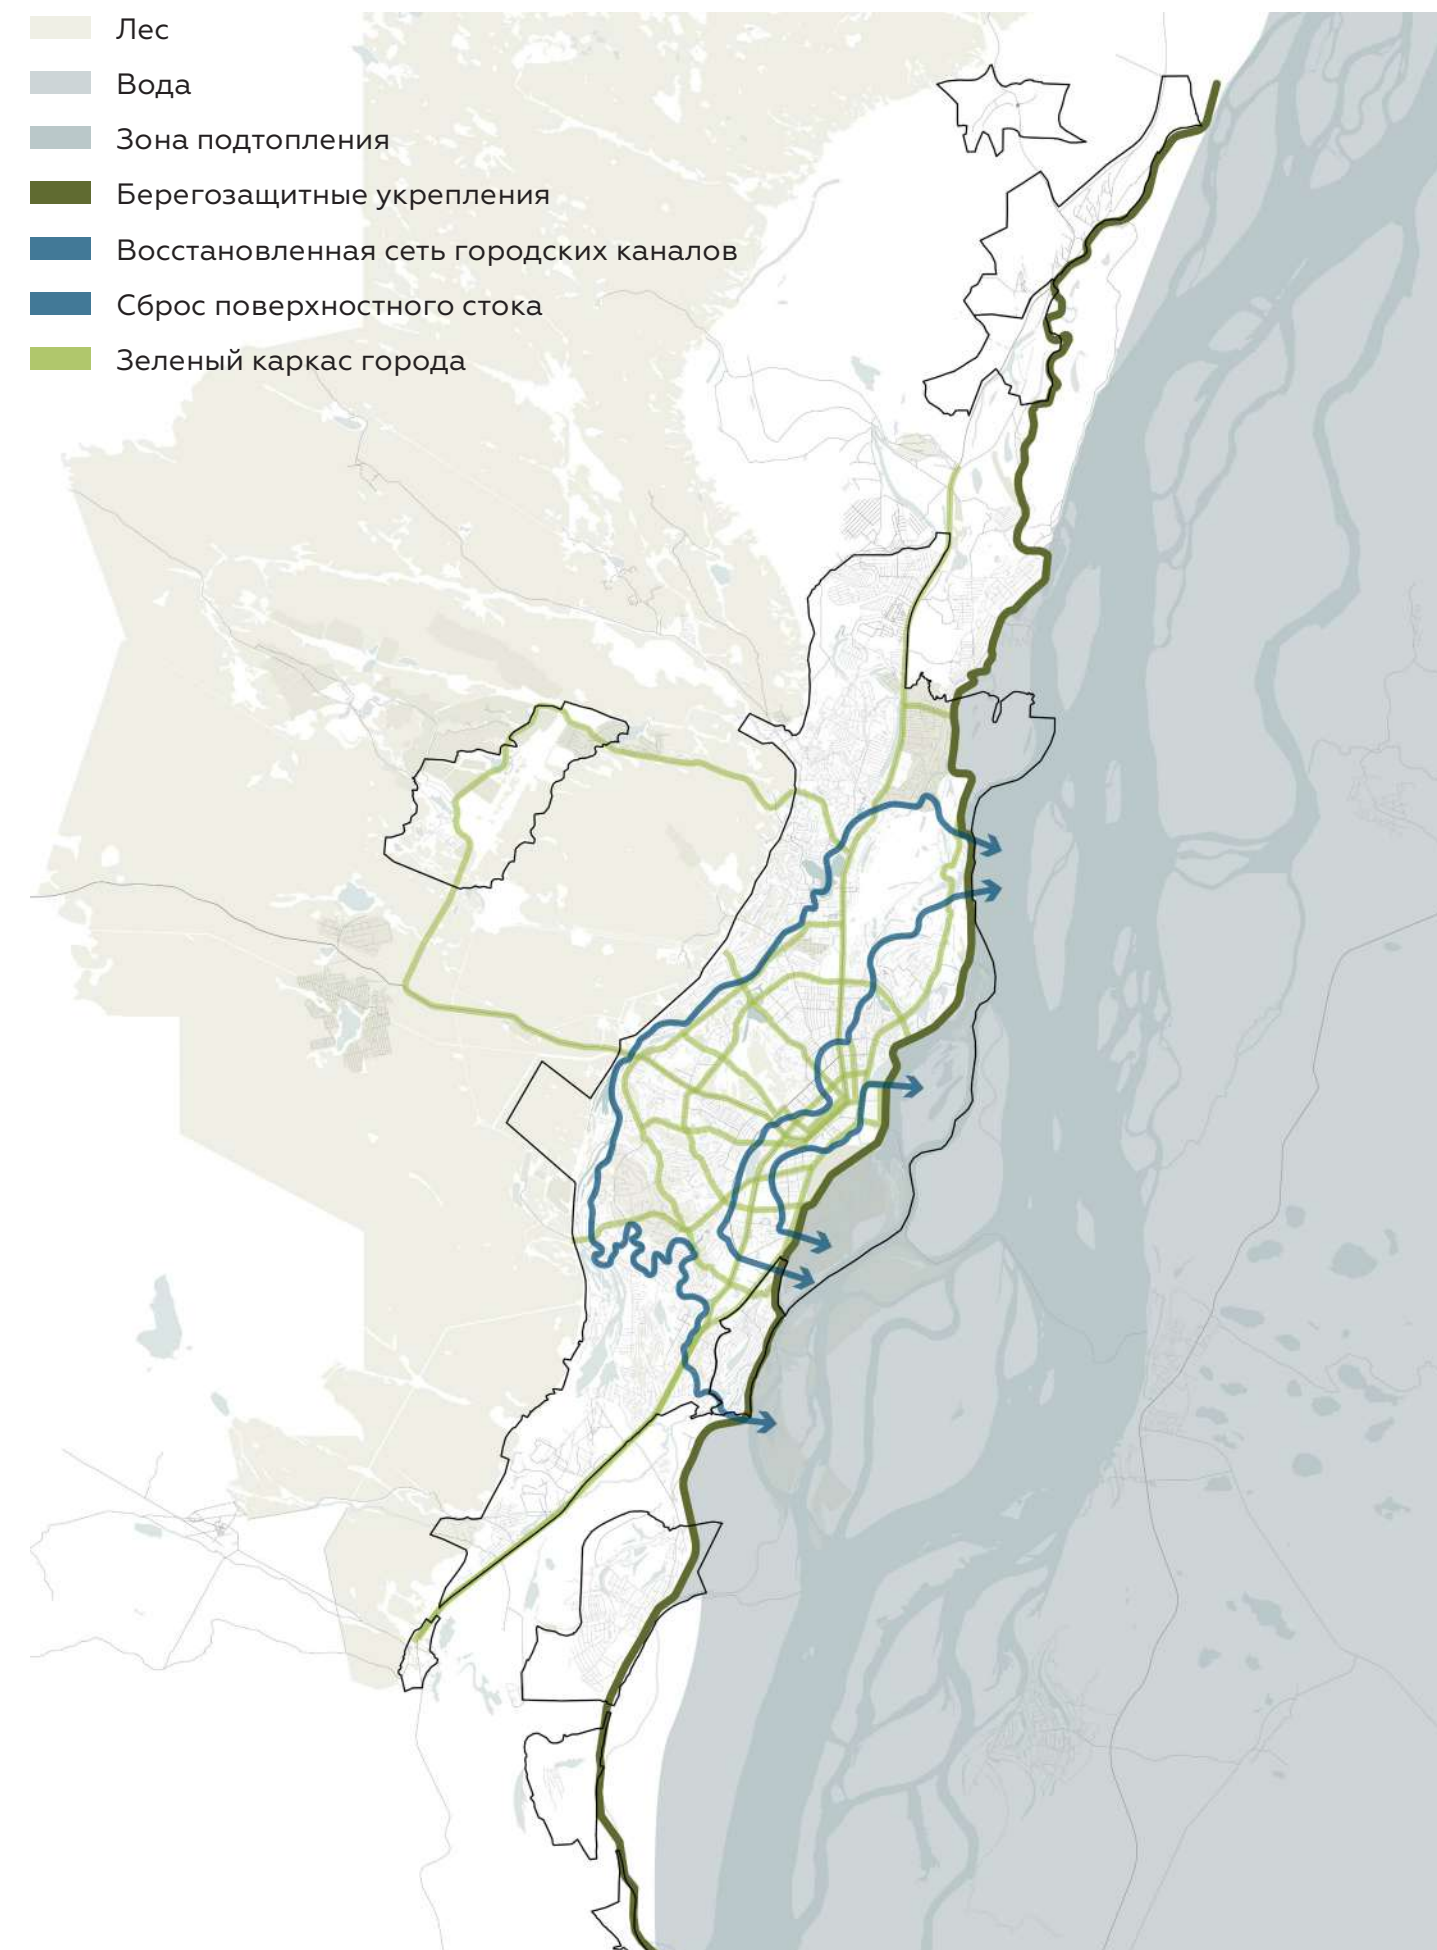 Лес
Вода
Зона подтопления
Берегозащитные укрепления
Восстановленная сеть городских каналов
Сброс поверхностного стока
Зеленый каркас города